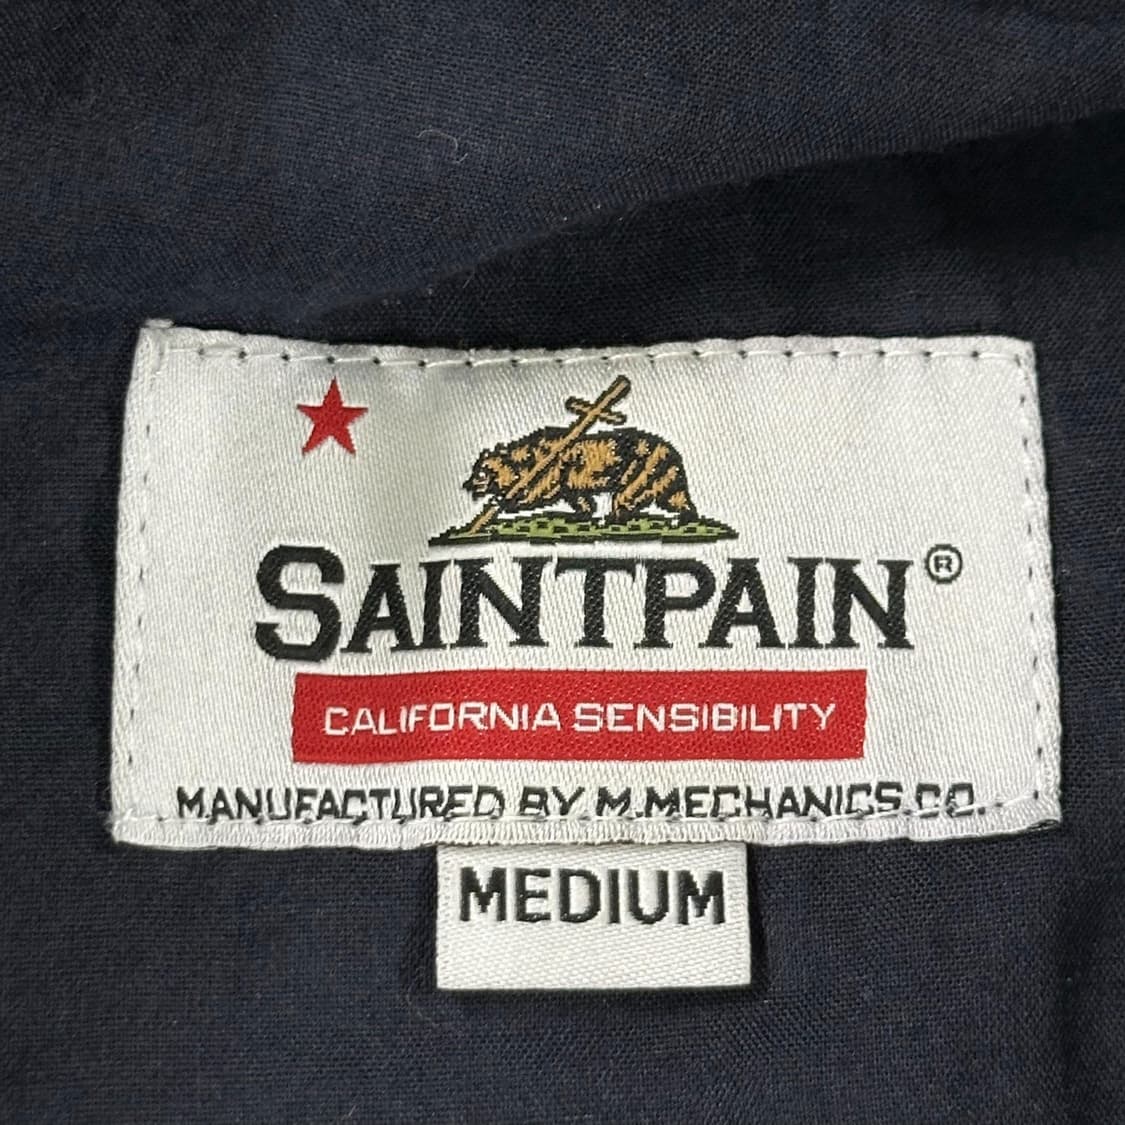 SAINTPAIN®
CALIFORNIA SENSIBILITY
MANUFACTURED BY M.MECHANICS.CO.
MEDIUM